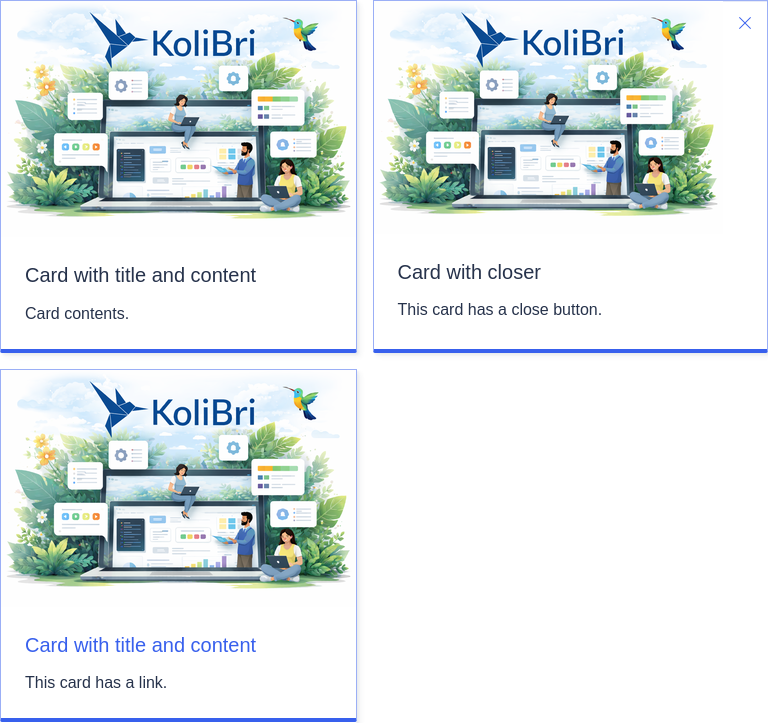 KoliBri
Card with title and content
Card contents.
KoliBri
Card with closer
This card has a close button.
KoliBri
Card with title and content
This card has a link.